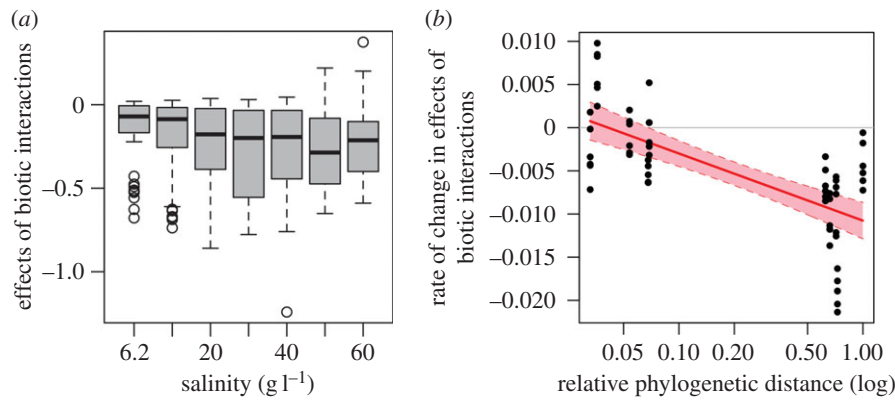 (a)
effects of biotic interactions
0
–0.5
–1.0
6.2
20
40
60
salinity (g l–1)
(b)
rate of change in effects of
biotic interactions
0.010
0.005
0
–0.005
–0.010
–0.015
–0.020
0.05
0.10
0.20
0.50
1.00
relative phylogenetic distance (log)